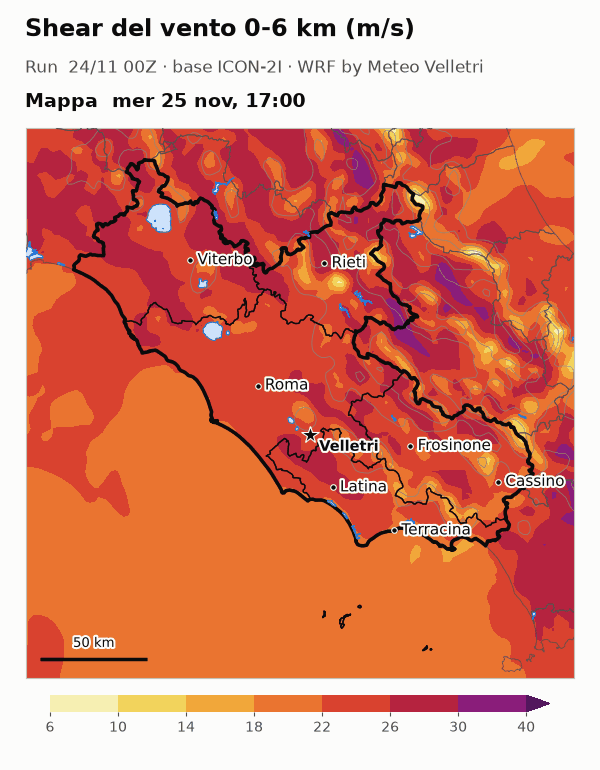 Shear del vento 0-6 km (m/s)
Run  24/11 00Z · base ICON-2I · WRF by Meteo Velletri
Mappa  mer 25 nov, 17:00
Viterbo
Rieti
Roma
Velletri
Frosinone
Cassino
Latina
Terracina
50 km
6 10 14 18 22 26 30 40